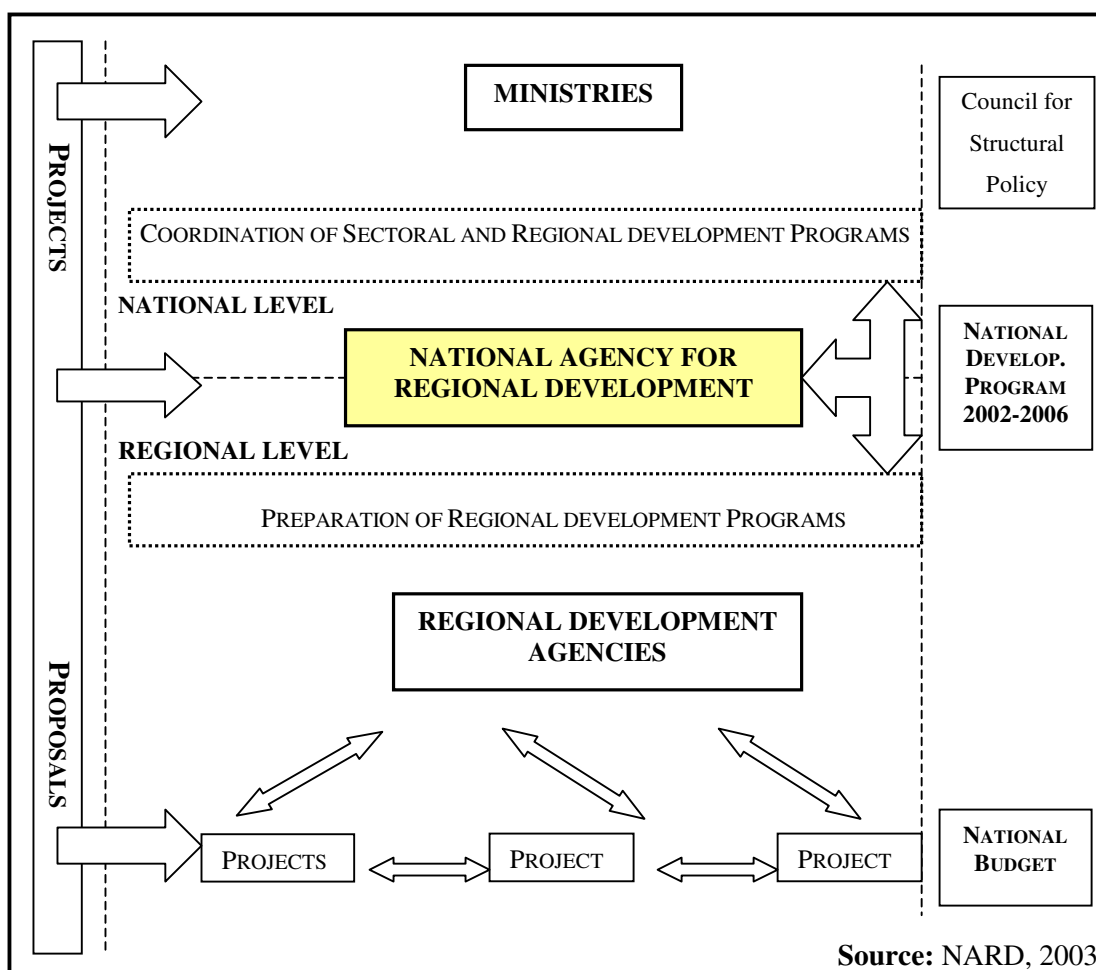 PROJECTS
PROPOSALS
MINISTRIES
Council for
Structural
Policy
COORDINATION OF SECTORAL AND REGIONAL DEVELOPMENT PROGRAMS
NATIONAL LEVEL
NATIONAL AGENCY FOR
REGIONAL DEVELOPMENT
NATIONAL
DEVELOP.
PROGRAM
2002-2006
REGIONAL LEVEL
PREPARATION OF REGIONAL DEVELOPMENT PROGRAMS
REGIONAL DEVELOPMENT
AGENCIES
PROJECTS
PROJECT
PROJECT
NATIONAL
BUDGET
Source: NARD, 2003